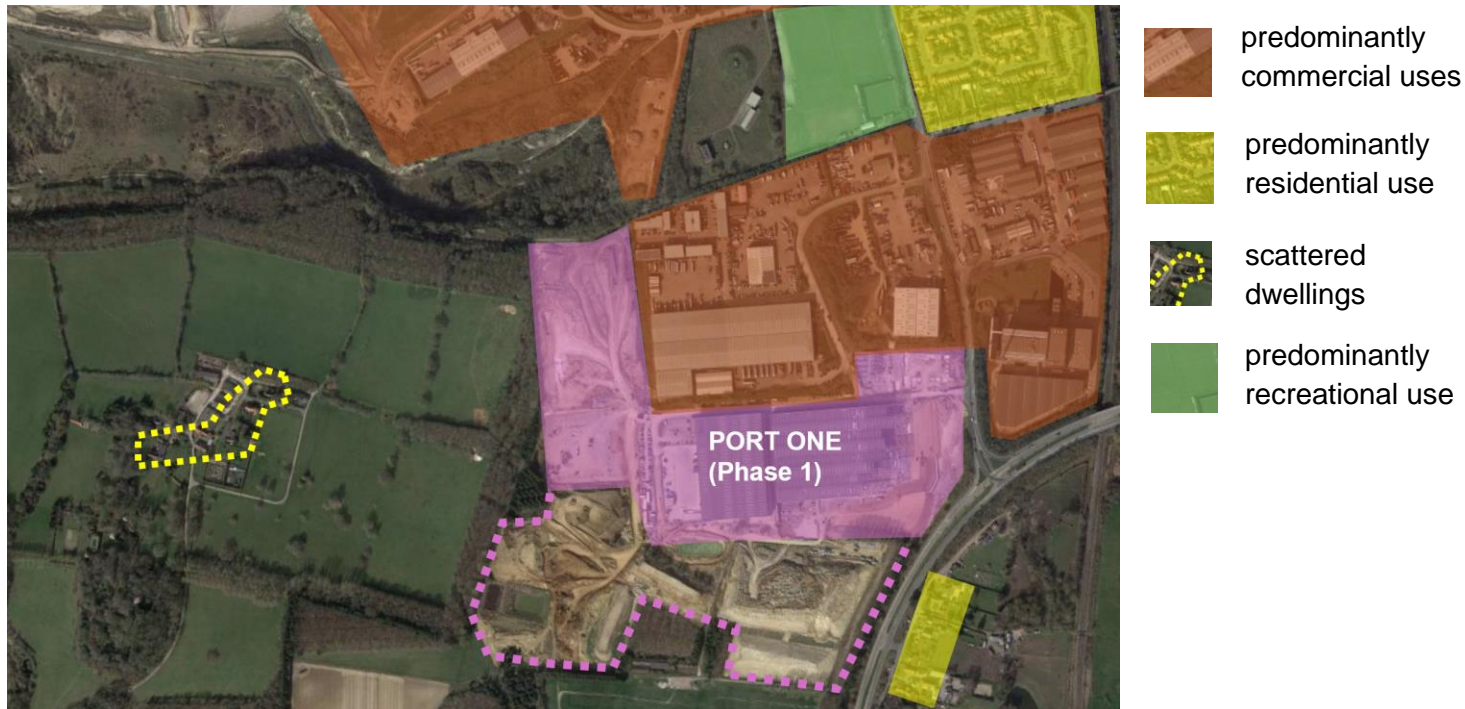 PORT ONE
(Phase 1)
predominantly
commercial uses
predominantly
residential use
scattered
dwellings
predominantly
recreational use